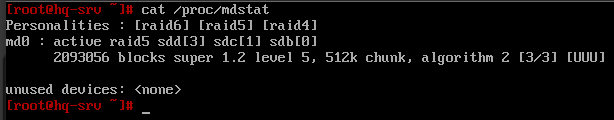 [root@hq-srv ~]# cat /proc/mdstat
Personalities : [raid6] [raid5] [raid4]
md0 : active raid5 sdd[3] sdc[1] sdb[0]
      2093056 blocks super 1.2 level 5, 512k chunk, algorithm 2 [3/3] [UUU]

unused devices: <none>
[root@hq-srv ~]# _